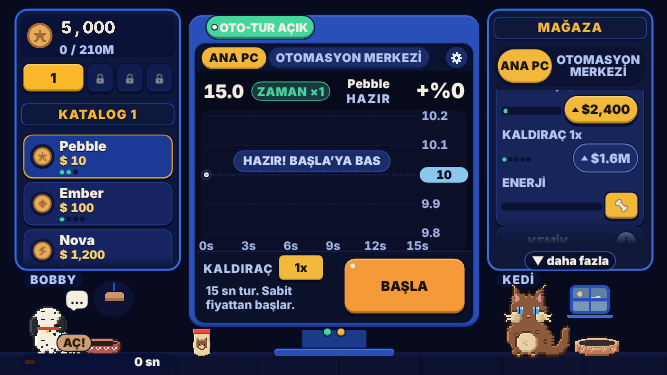 5,000
0 / 210M
1
KATALOG 1
Pebble
$ 10
Ember
$ 100
Nova
$ 1,200
OTO-TUR AÇIK
ANA PC
OTOMASYON MERKEZİ
15.0
ZAMAN ×1
Pebble
HAZIR
+%0
10.2
10.1
HAZIR! BAŞLA'YA BAS
10
9.9
9.8
0s 3s 6s 9s 12s 15s
KALDIRAÇ
1x
15 sn tur. Sabit
fiyattan başlar.
BAŞLA
MAĞAZA
ANA PC
OTOMASYON
MERKEZİ
$2,400
KALDIRAÇ 1x
$1.6M
ENERJİ
KEMİK
▼ daha fazla
BOBBY
AÇ!
0 sn
KEDİ